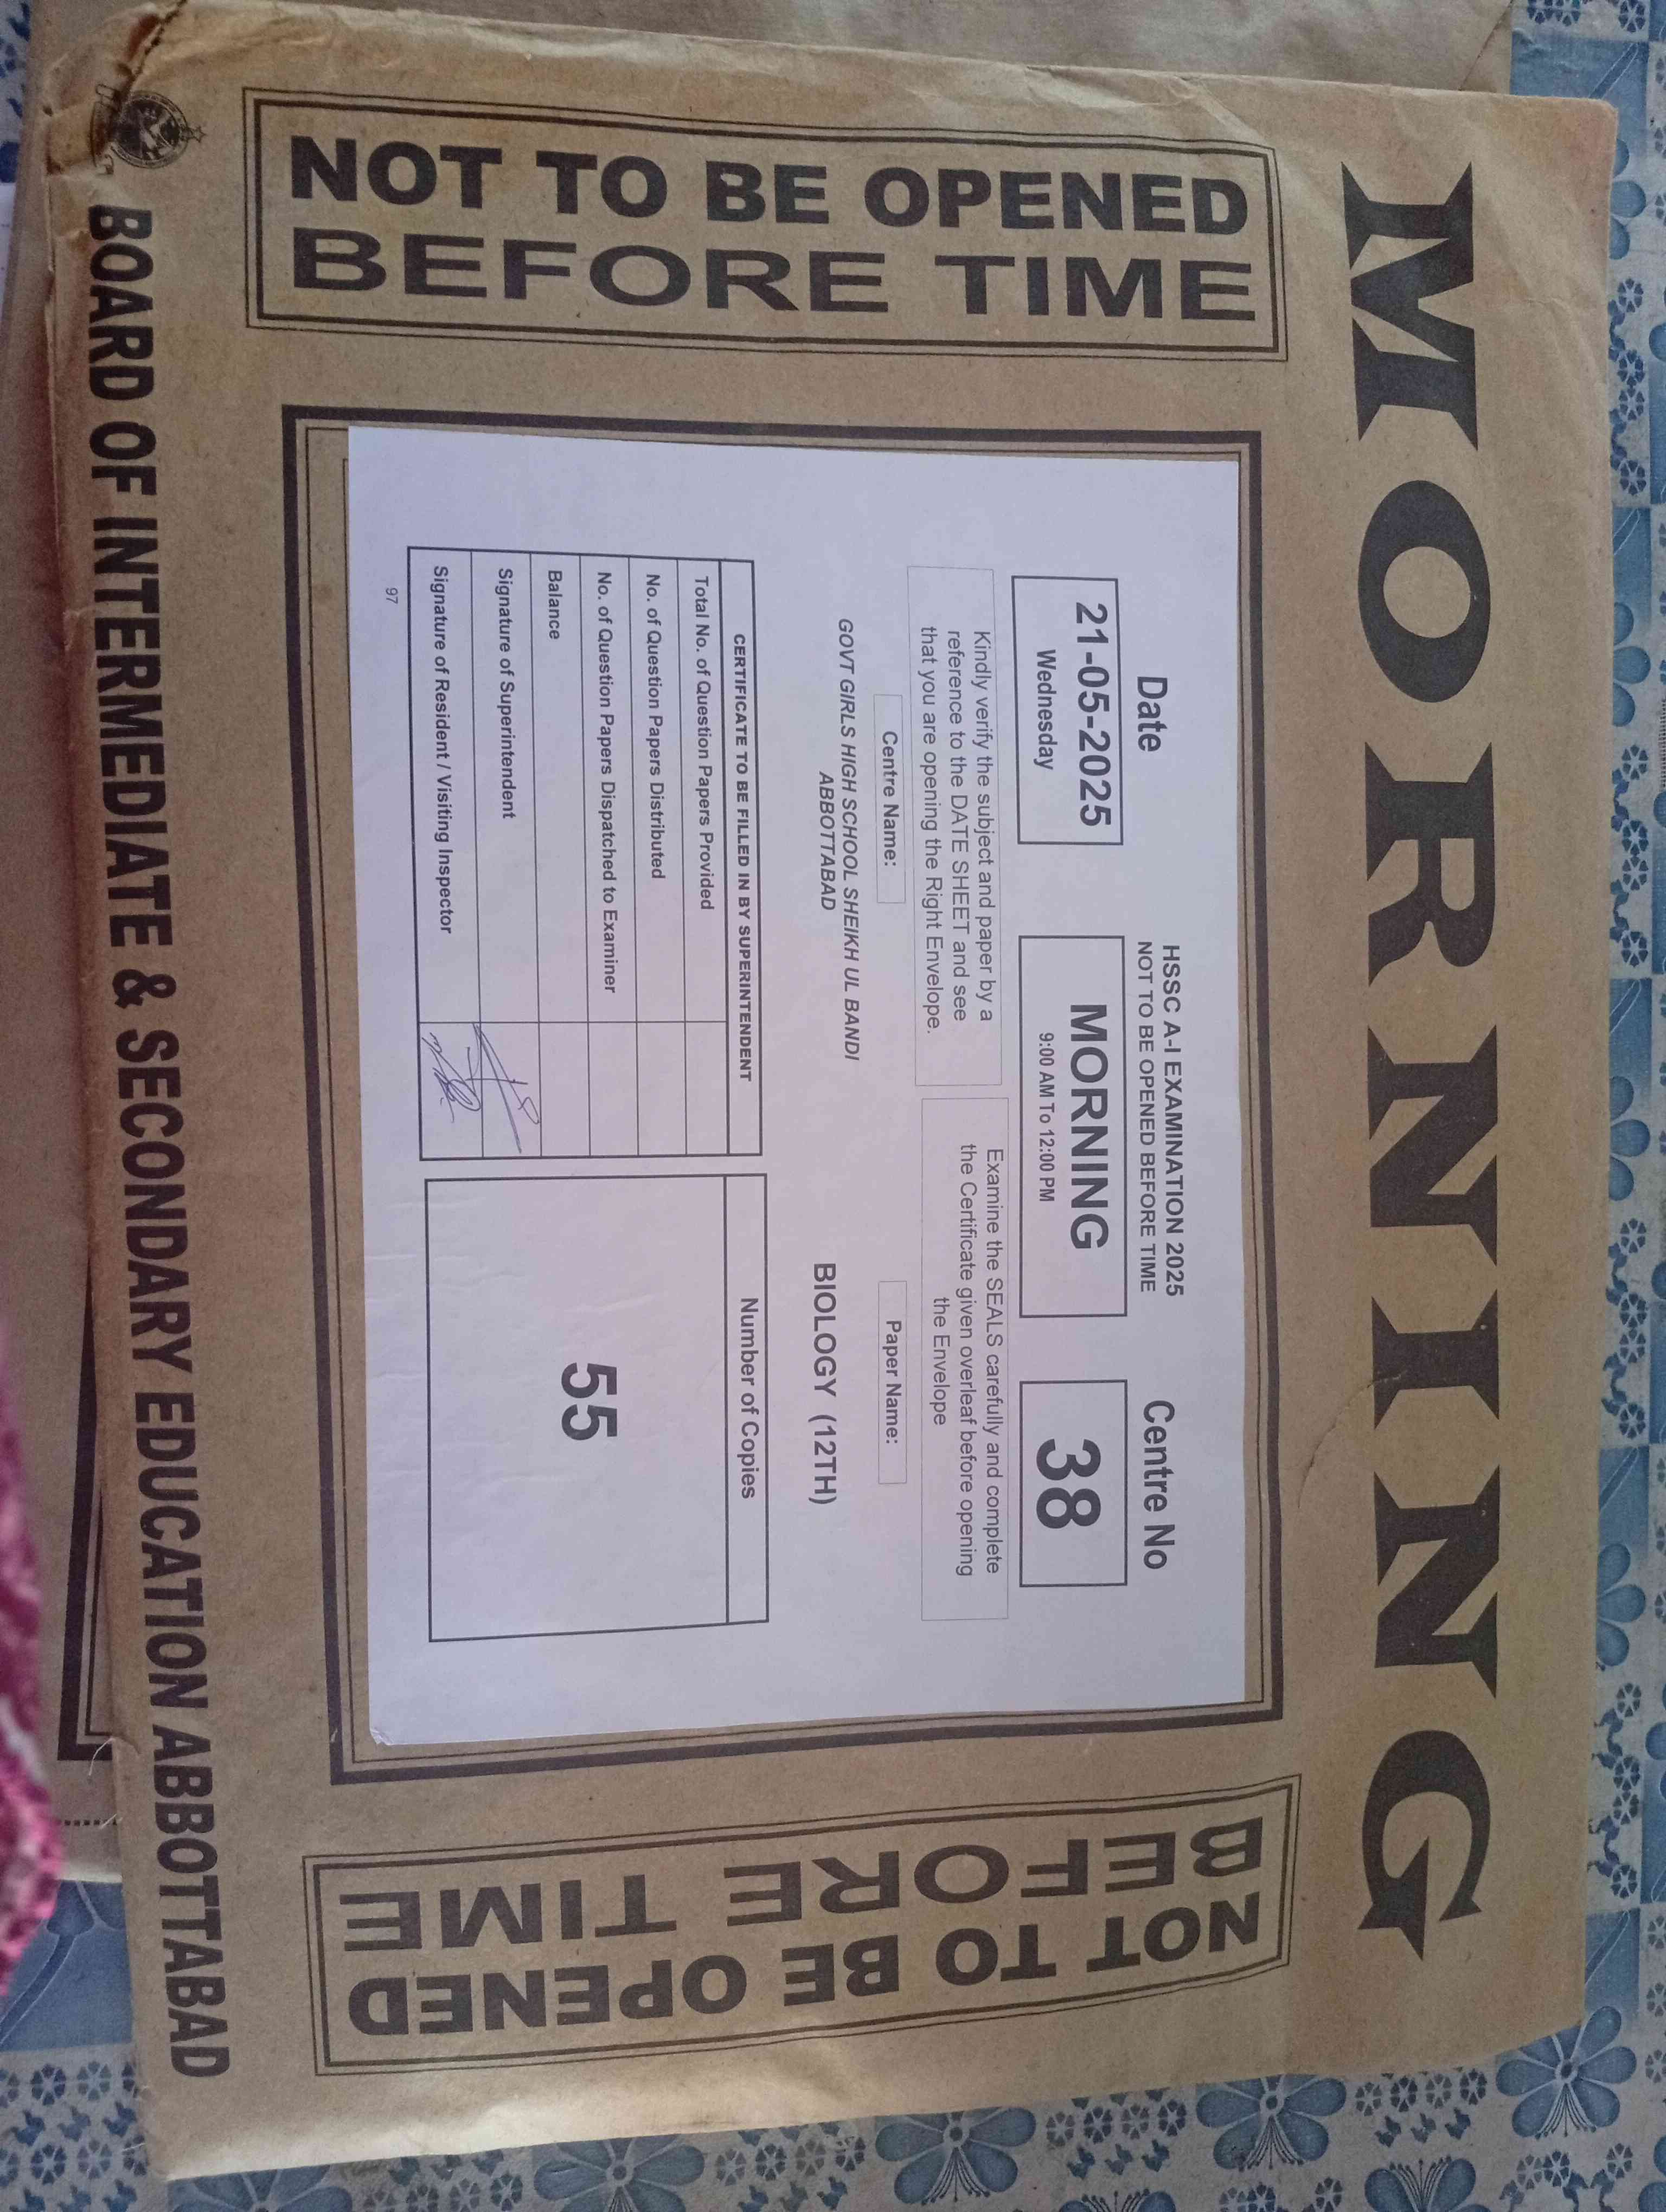 MORNING
NOT TO BE OPENED
BEFORE TIME
Date
21-05-2025
Wednesday
HSSC A-I EXAMINATION 2025
NOT TO BE OPENED BEFORE TIME
MORNING
9:00 AM To 12:00 PM
Centre No
38
Kindly verify the subject and paper by a
reference to the DATE SHEET and see
that you are opening the Right Envelope.
Examine the SEALS carefully and complete
the Certificate given overleaf before opening
the Envelope
Centre Name:
GOVT GIRLS HIGH SCHOOL SHEIKH UL BANDI
ABBOTTABAD
Paper Name:
BIOLOGY (12TH)
CERTIFICATE TO BE FILLED IN BY SUPERINTENDENT
Total No. of Question Papers Provided
No. of Question Papers Distributed
No. of Question Papers Dispatched to Examiner
Balance
Signature of Superintendent
Signature of Resident / Visiting Inspector
Number of Copies
55
97
NOT TO BE OPENED
BEFORE TIME
BOARD OF INTERMEDIATE & SECONDARY EDUCATION ABBOTTABAD